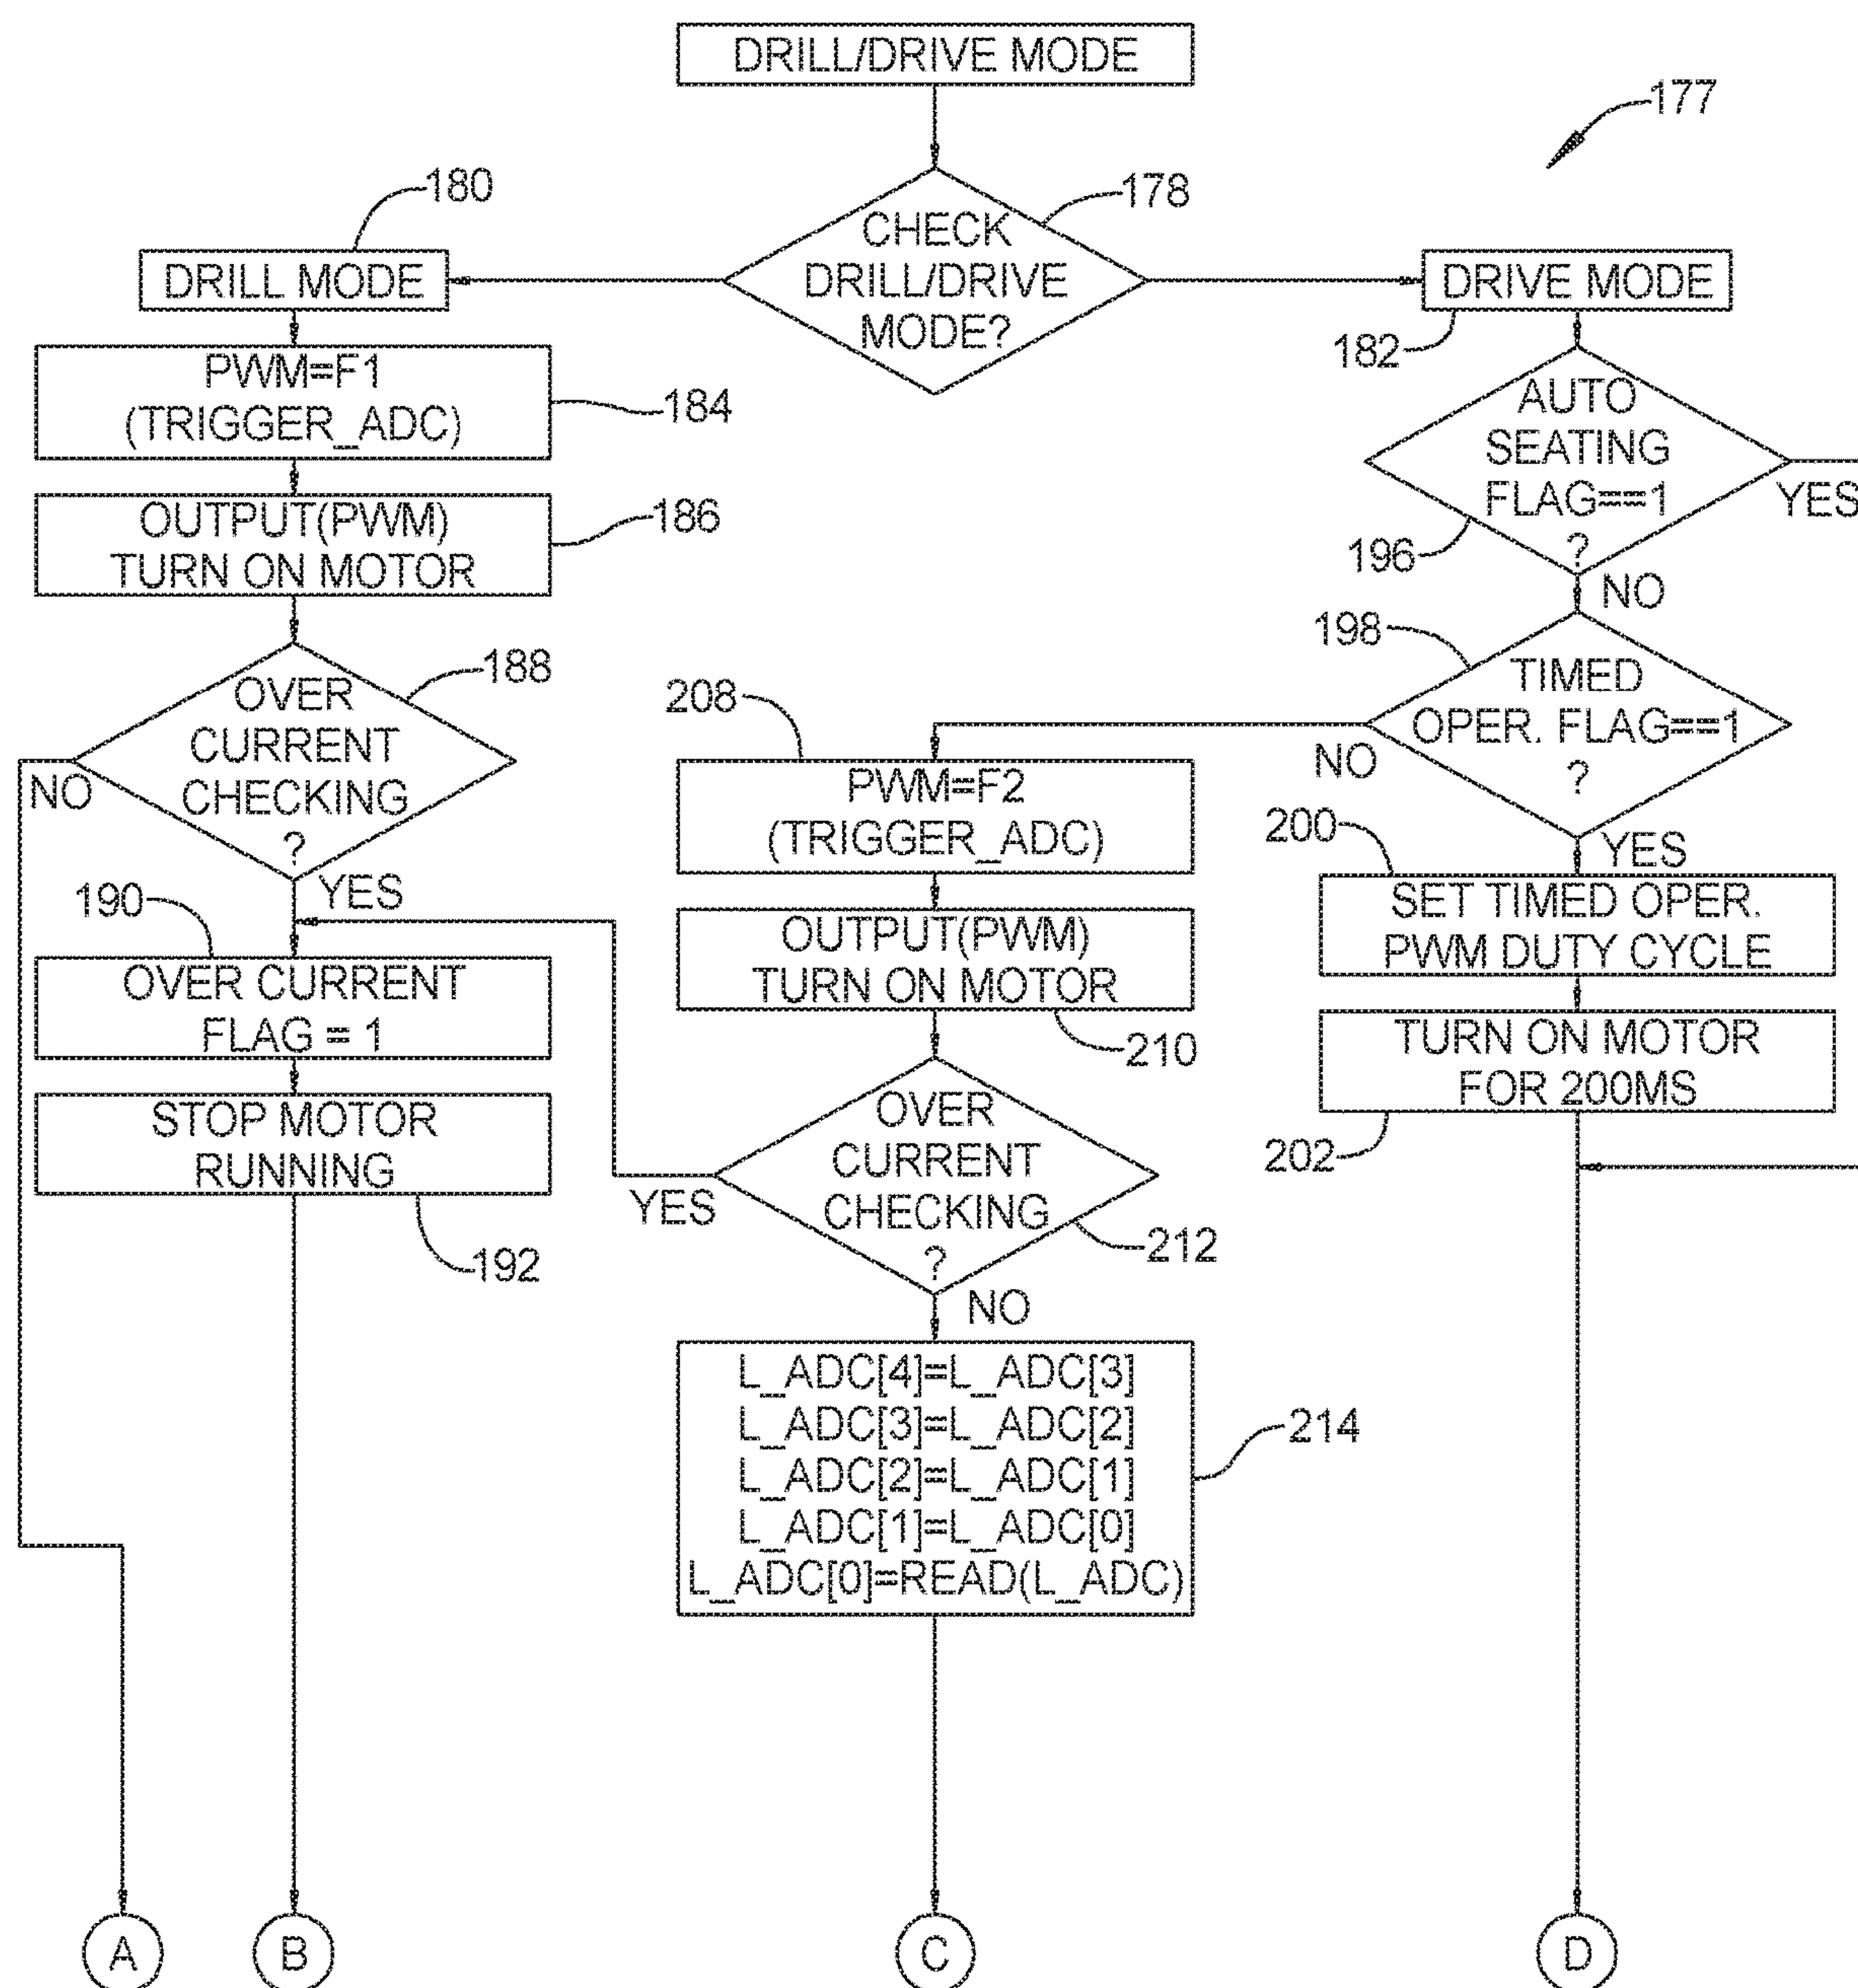 DRILL/DRIVE MODE
177
180
178
CHECK
DRILL/DRIVE
MODE?
DRILL MODE
DRIVE MODE
182
PWM=F1
(TRIGGER_ADC)
184
AUTO
SEATING
FLAG==1
?
YES
196
NO
OUTPUT(PWM)
TURN ON MOTOR
186
188
OVER
CURRENT
CHECKING
?
NO
YES
198
TIMED
OPER. FLAG==1
?
NO
YES
208
PWM=F2
(TRIGGER_ADC)
200
SET TIMED OPER.
PWM DUTY CYCLE
190
OVER CURRENT
FLAG = 1
OUTPUT(PWM)
TURN ON MOTOR
210
TURN ON MOTOR
FOR 200MS
202
STOP MOTOR
RUNNING
192
OVER
CURRENT
CHECKING
?
YES
212
NO
L_ADC[4]=L_ADC[3]
L_ADC[3]=L_ADC[2]
L_ADC[2]=L_ADC[1]
L_ADC[1]=L_ADC[0]
L_ADC[0]=READ(L_ADC)
214
A
B
C
D